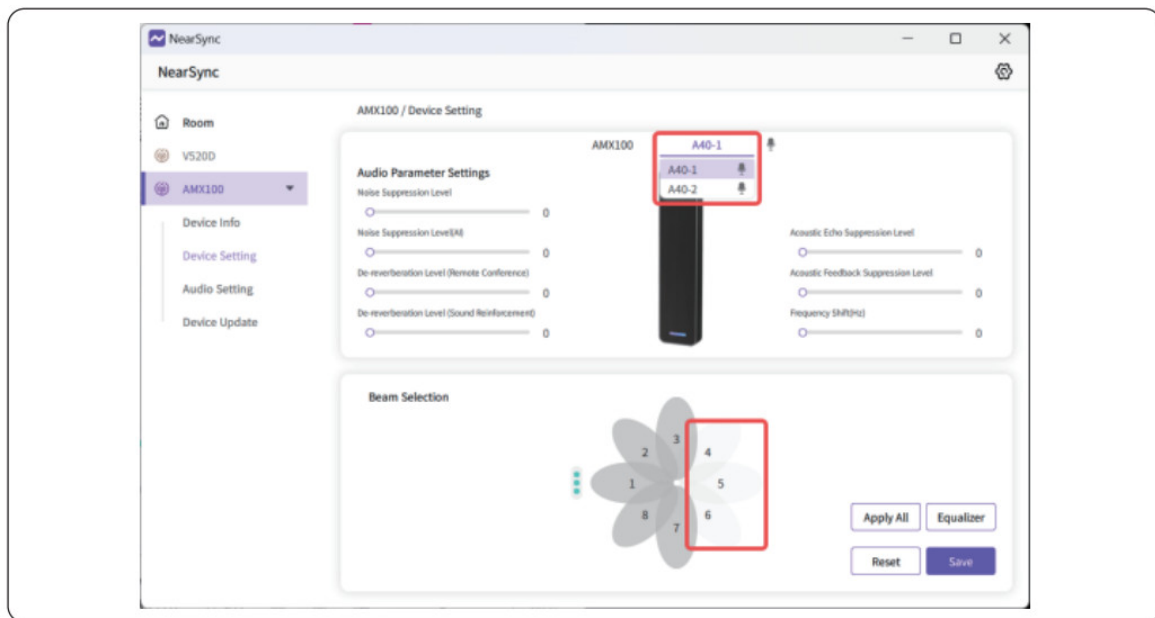 NearSync
NearSync
Room
V520D
AMX100
Device Info
Device Setting
Audio Setting
Device Update
AMX100 / Device Setting
AMX100
A40-1
A40-1
A40-2
Audio Parameter Settings
Noise Suppression Level
0
Noise Suppression Level(AI)
0
De-reverberation Level (Remote Conference)
0
De-reverberation Level (Sound Reinforcement)
0
Acoustic Echo Suppression Level
0
Acoustic Feedback Suppression Level
0
Frequency Shift(Hz)
0
Beam Selection
1
2
3
4
5
6
7
8
Apply All
Equalizer
Reset
Save